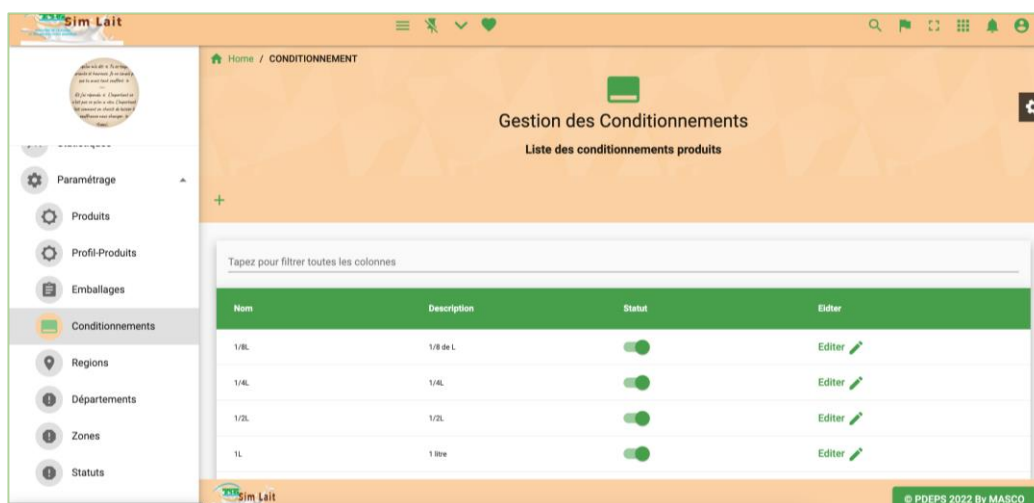 Sim Lait
Home / CONDITIONNEMENT
Gestion des Conditionnements
Liste des conditionnements produits
Statistiques
Paramétrage
Produits
Profil-Produits
Emballages
Conditionnements
Regions
Départements
Zones
Statuts
Tapez pour filtrer toutes les colonnes
Nom Description Statut Eidter
1/8L 1/8 de L Editer
1/4L 1/4L Editer
1/2L 1/2L Editer
1L 1 litre Editer
Sim Lait
© PDEPS 2022 By MASCO